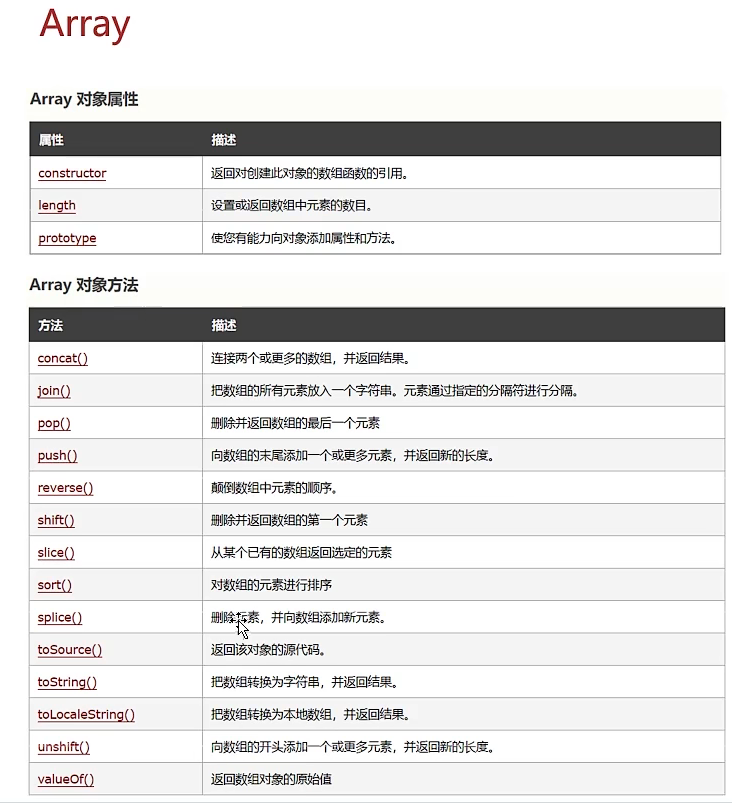 Array
Array 对象属性
属性 描述
constructor 返回对创建此对象的数组函数的引用。
length 设置或返回数组中元素的数目。
prototype 使您有能力向对象添加属性和方法。
Array 对象方法
方法 描述
concat() 连接两个或更多的数组，并返回结果。
join() 把数组的所有元素放入一个字符串。元素通过指定的分隔符进行分隔。
pop() 删除并返回数组的最后一个元素
push() 向数组的末尾添加一个或更多元素，并返回新的长度。
reverse() 颠倒数组中元素的顺序。
shift() 删除并返回数组的第一个元素
slice() 从某个已有的数组返回选定的元素
sort() 对数组的元素进行排序
splice() 删除元素，并向数组添加新元素。
toSource() 返回该对象的源代码。
toString() 把数组转换为字符串，并返回结果。
toLocaleString() 把数组转换为本地数组，并返回结果。
unshift() 向数组的开头添加一个或更多元素，并返回新的长度。
valueOf() 返回数组对象的原始值